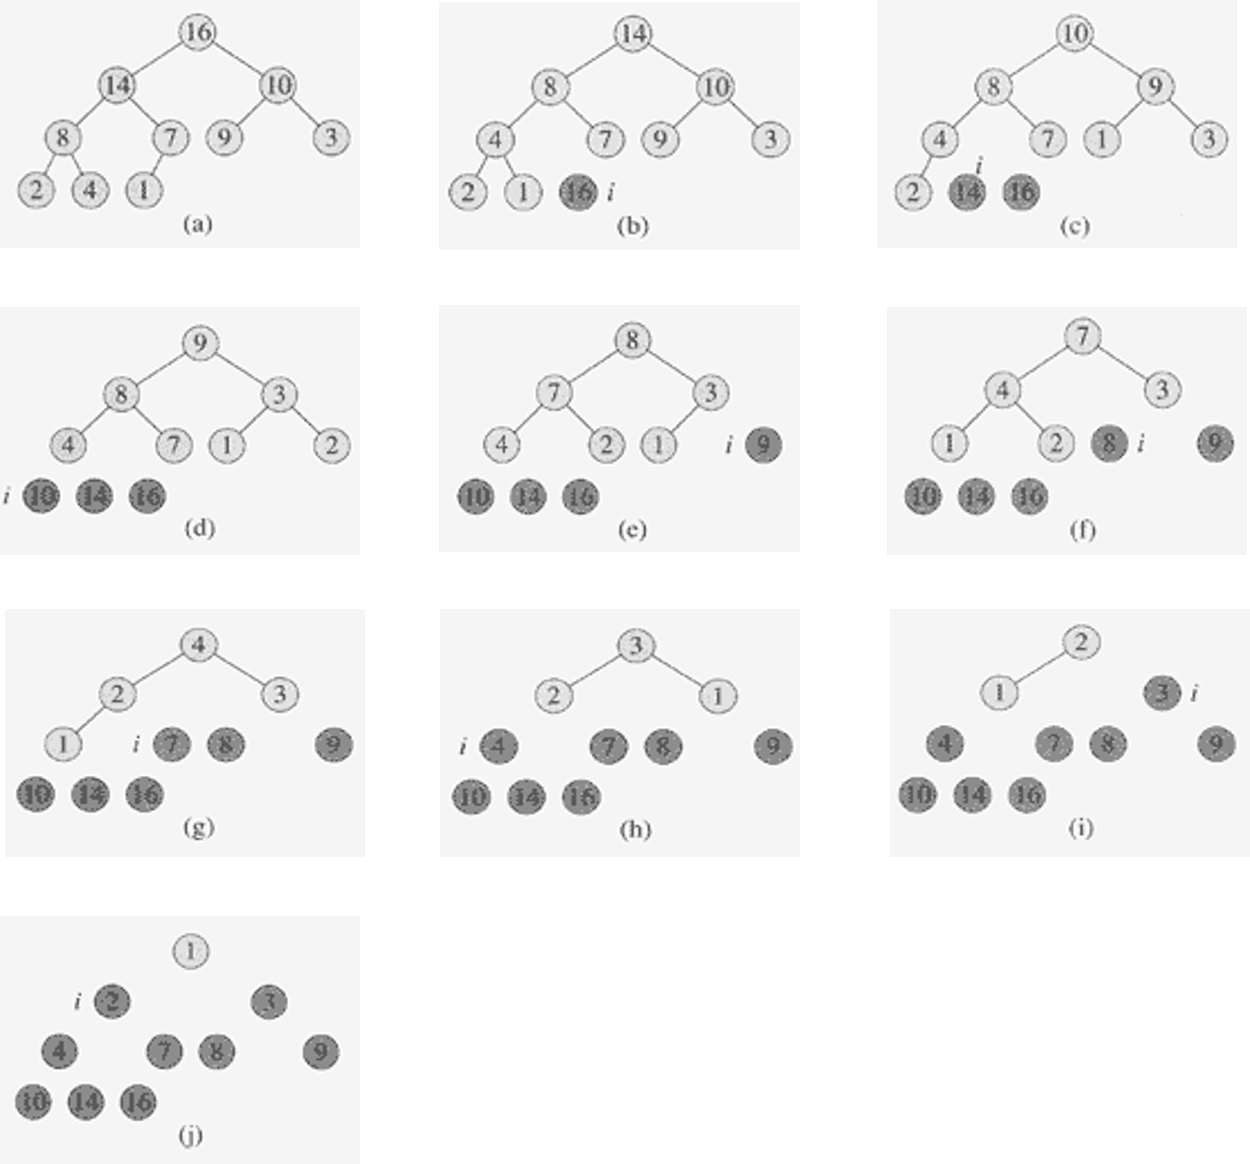 16
14 10
8 7 9 3
2 4 1
(a)
14
8 10
4 7 9 3
2 1 16 i
(b)
10
8 9
4 7 1 3
i
2 14 16
(c)
9
8 3
4 7 1 2
i 10 14 16
(d)
8
7 3
4 2 1 i 9
10 14 16
(e)
7
4 3
1 2 8 i 9
10 14 16
(f)
4
2 3
1 i 7 8 9
10 14 16
(g)
3
2 1
i 4 7 8 9
10 14 16
(h)
2
1 3 i
4 7 8 9
10 14 16
(i)
1
i 2 3
4 7 8 9
10 14 16
(j)